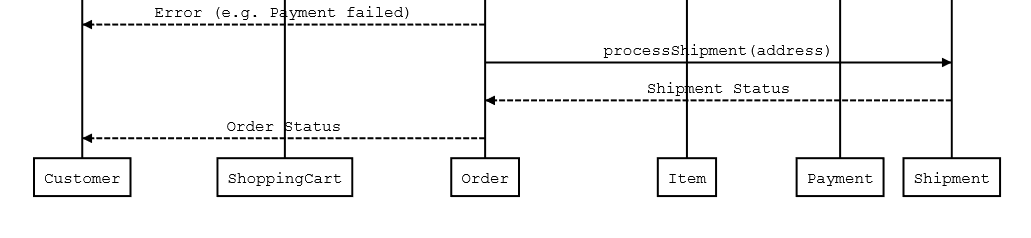 Error (e.g. Payment failed)
processShipment(address)
Shipment Status
Order Status
Customer
ShoppingCart
Order
Item
Payment
Shipment